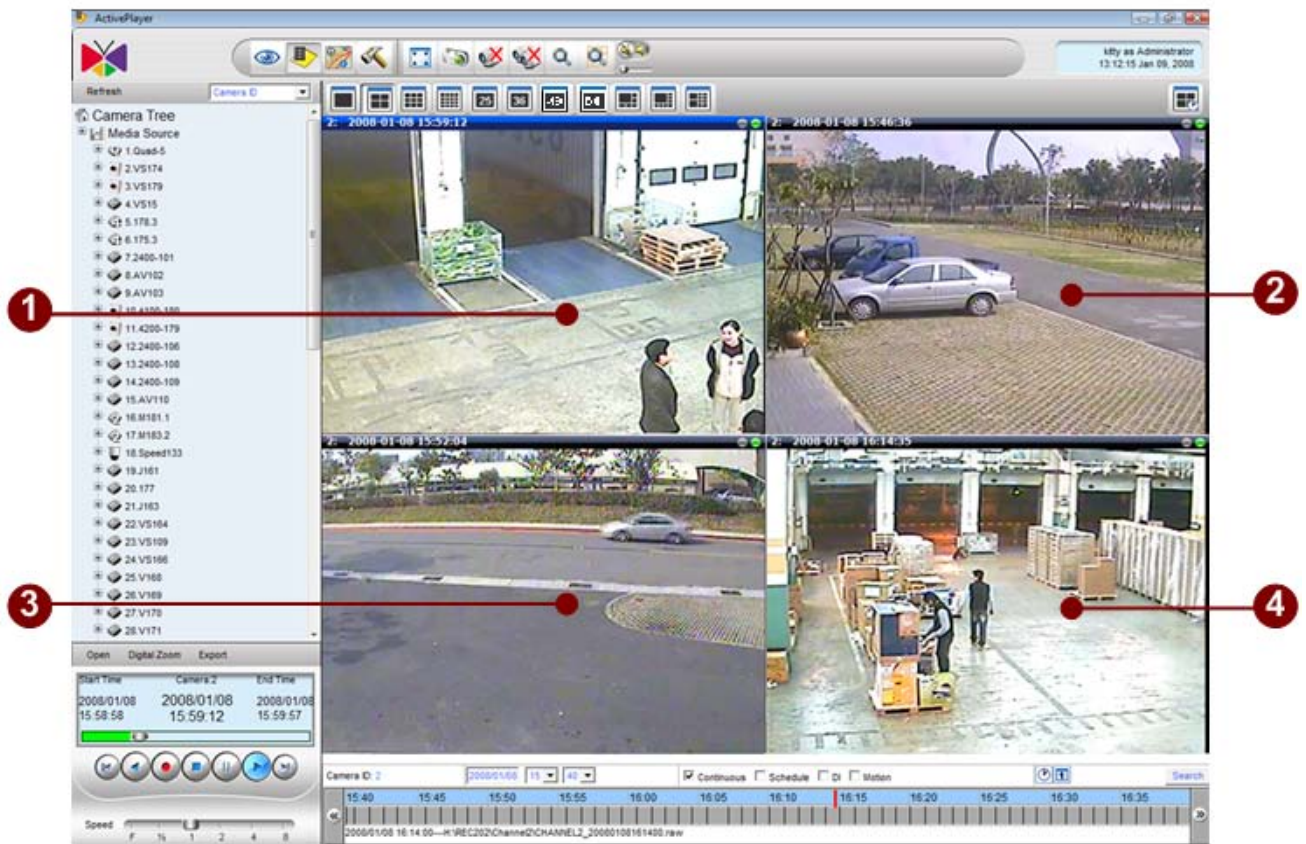 ActivePlayer
kitty as Administrator
13:12:15 Jan 09, 2008
Refresh
Camera ID
25
36
Camera Tree
Media Source
1.Quad-5
2.VS174
3.VS179
4.VS15
5.178.3
6.175.3
7.2400-101
8.AV102
9.AV103
10.4100-180
11.4200-179
12.2400-106
13.2400-108
14.2400-109
15.AV110
16.M181.1
17.M183.2
18.Speed133
19.J161
20.177
21.J163
22.VS164
23.VS109
24.VS166
25.V168
26.V169
27.V170
28.V171
2: 2008-01-08 15:59:12
2: 2008-01-08 15:46:36
1
2
2: 2008-01-08 15:52:04
2: 2008-01-08 16:14:35
3
4
Open Digital Zoom Export
Start Time Camera:2 End Time
2008/01/08 2008/01/08 2008/01/08
15:58:58 15:59:12 15:59:57
Speed
F ½ 1 2 4 8
Camera ID: 2 2008/01/08 15 40 Continuous Schedule DI Motion Search
15:40 15:45 15:50 15:55 16:00 16:05 16:10 16:15 16:20 16:25 16:30 16:35
2008/01/08 16:14:00---H:\REC202\Channel2\CHANNEL2_20080108161400.raw